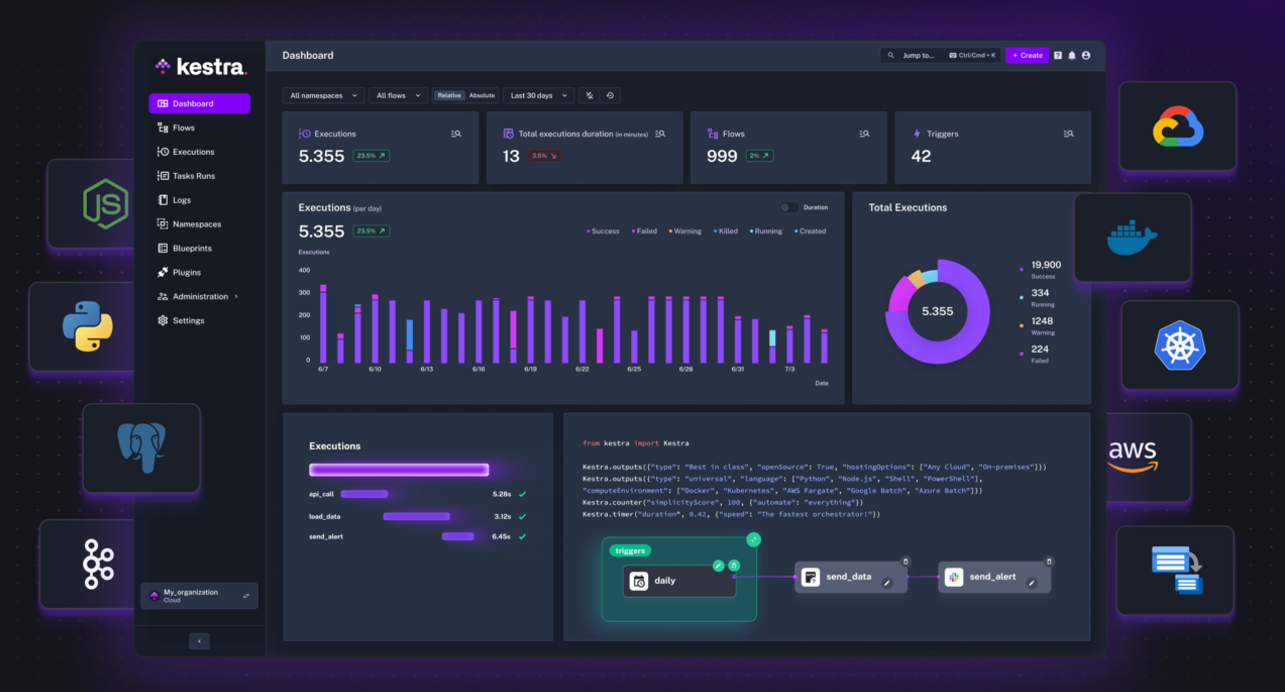 kestra.
Dashboard
Flows
Executions
Tasks Runs
Logs
Namespaces
Blueprints
Plugins
Administration
Settings
My_organization
Cloud
Dashboard
Jump to... Ctrl/Cmd + K
+ Create
All namespaces
All flows
Relative Absolute
Last 30 days
Executions
5.355 23.5%
Total executions duration (in minutes)
13 3.5%
Flows
999 2%
Triggers
42
Executions (per day)
Duration
5.355 23.5%
Success Failed Warning Killed Running Created
Executions
400
300
200
100
0
6/7 6/10 6/13 6/16 6/19 6/22 6/25 6/28 6/31 7/3
Date
Total Executions
5.355
19,900
Success
334
Running
1248
Warning
224
Failed
Executions
api_call 5.28s
load_data 3.12s
send_alert 6.45s
from kestra import Kestra
Kestra.outputs({"type": "Best in class", "openSource": True, "hostingOptions": ["Any Cloud", "On-premises"]})
Kestra.outputs({"type": "universal", "language": ["Python", "Node.js", "Shell", "PowerShell"],
"computeEnvironment": ["Docker", "Kubernetes", "AWS Fargate", "Google Batch", "Azure Batch"]})
Kestra.counter("simplicityScore", 100, {"automate": "everything"})
Kestra.timer("duration", 0.42, {"speed": "The fastest orchestrator!"})
triggers
daily
send_data
send_alert
JS
aws